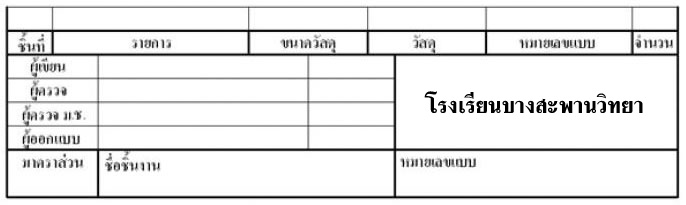 ชิ้นที่ รายการ ขนาดวัสดุ วัสดุ หมายเลขแบบ จำนวน
ผู้เขียน
ผู้ตรวจ
โรงเรียนบางสะพานวิทยา
ผู้ตรวจ ม.ช.
ผู้ออกแบบ
มาตราส่วน ชื่อชิ้นงาน หมายเลขแบบ